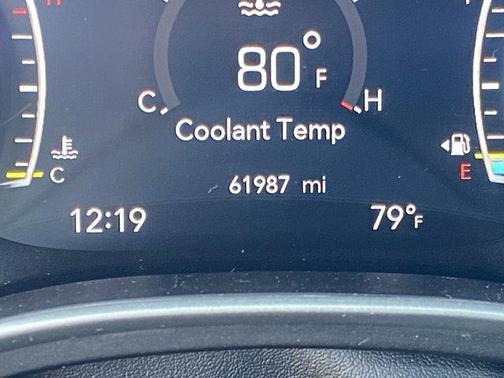 H
80°F
C H
Coolant Temp
C E
61987 mi
12:19 79°F